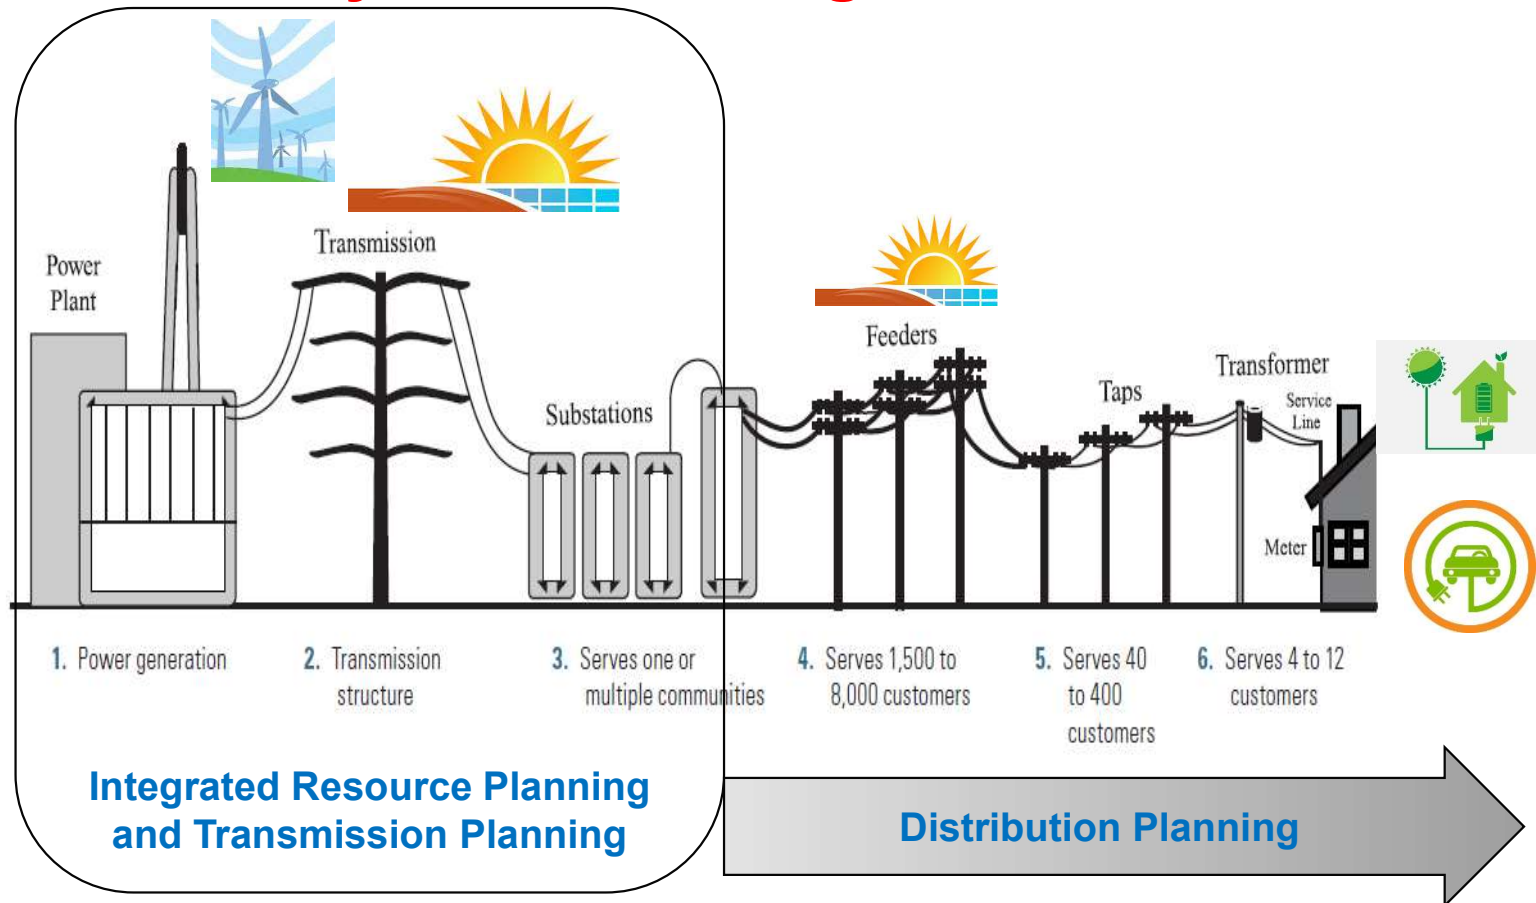 Power
Plant
Transmission
Substations
Feeders
Taps
Transformer
Service
Line
Meter
1. Power generation
2. Transmission
structure
3. Serves one or
multiple communities
4. Serves 1,500 to
8,000 customers
5. Serves 40
to 400
customers
6. Serves 4 to 12
customers
Integrated Resource Planning
and Transmission Planning
Distribution Planning